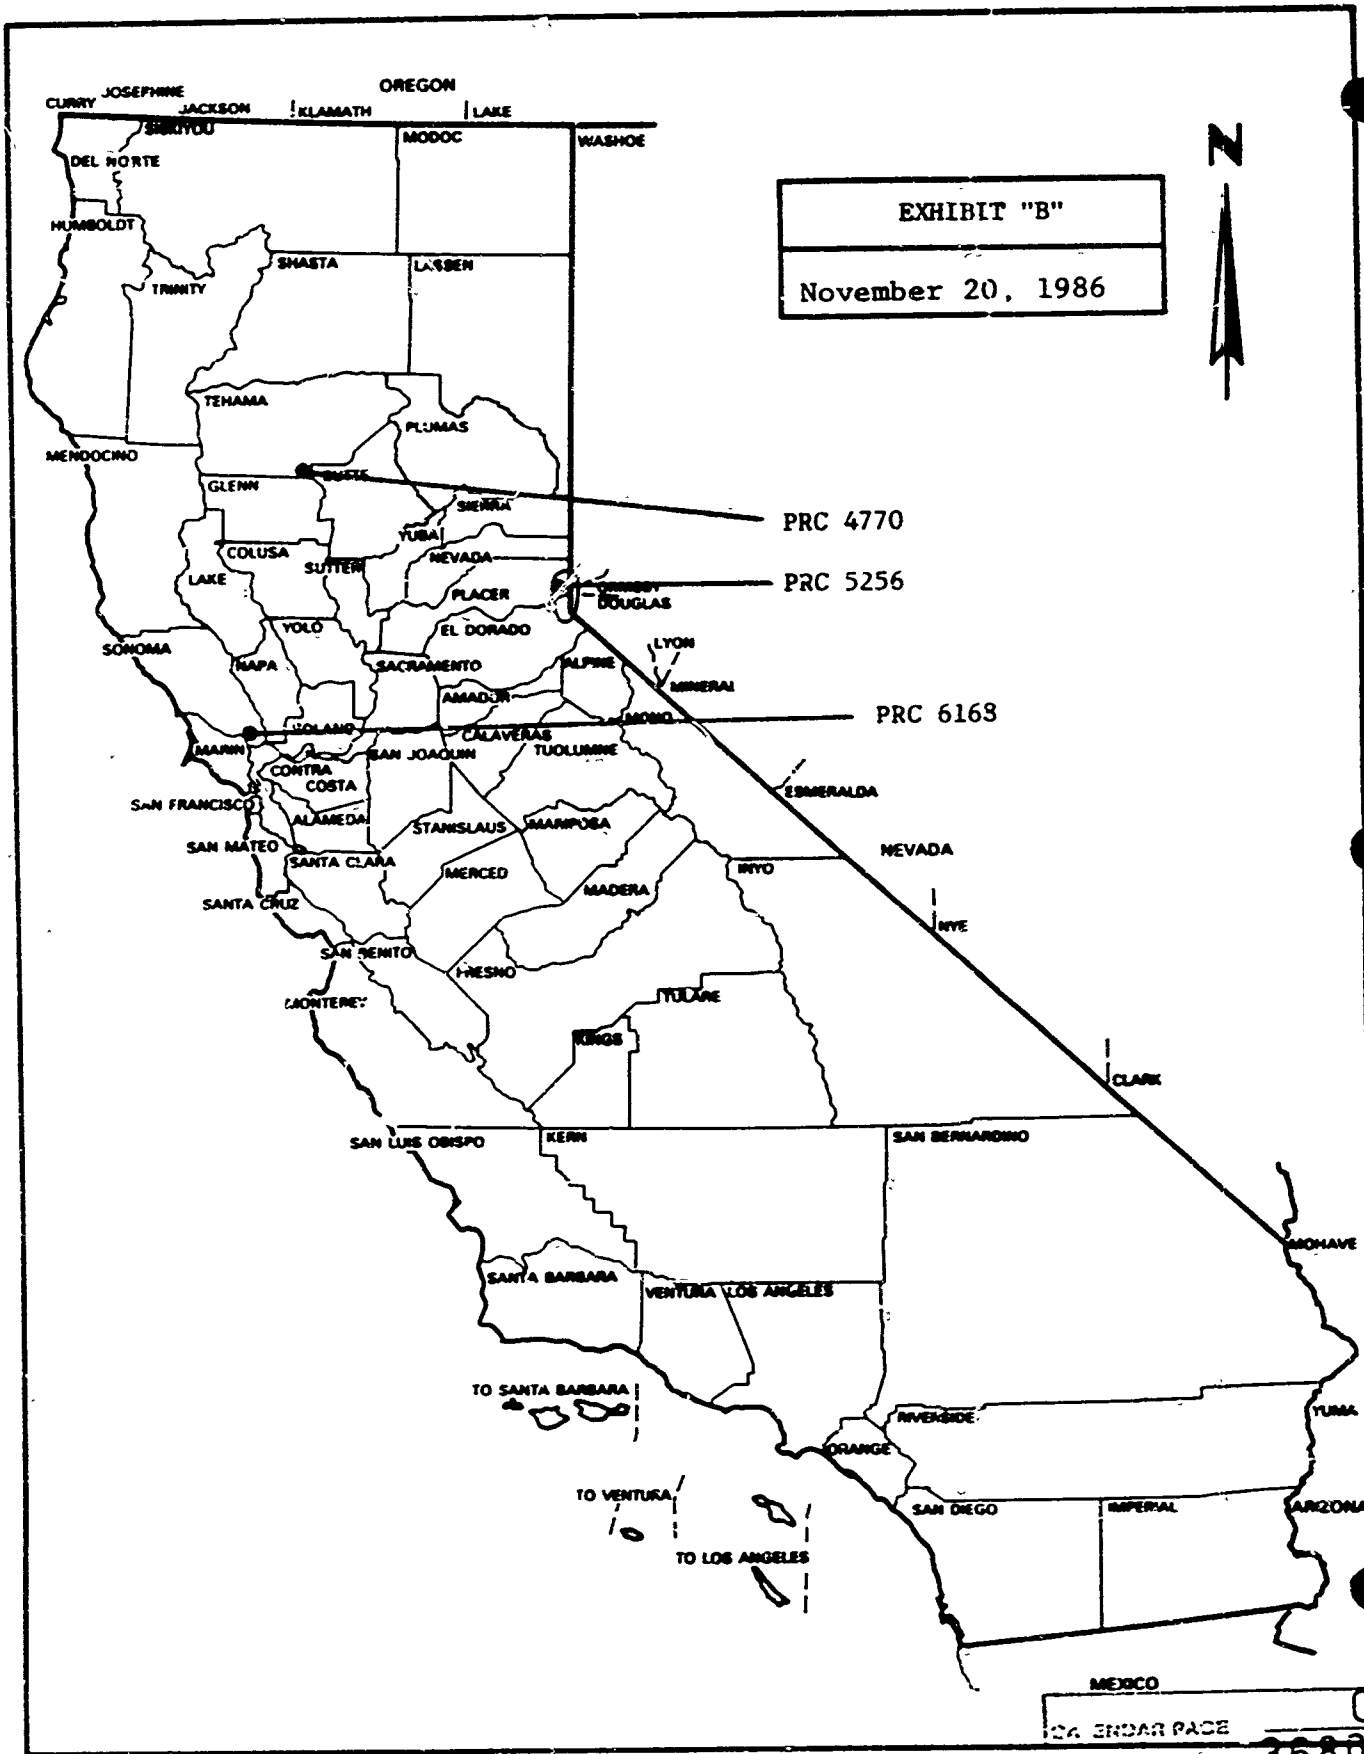 OREGON
CURRY
JOSEPHINE
JACKSON
KLAMATH
LAKE
SISKIYOU
MODOC
WASHOE
DEL NORTE
HUMBOLDT
TRINITY
SHASTA
LASSEN
EXHIBIT "B"
November 20, 1986
N
TEHAMA
PLUMAS
MENDOCINO
GLENN
BUTTE
SIERRA
PRC 4770
YUBA
COLUSA
SUTTER
NEVADA
LAKE
PLACER
PRC 5256
ORMSBY
DOUGLAS
YOLO
EL DORADO
SONOMA
NAPA
SACRAMENTO
ALPINE
LYON
MINERAL
AMADOR
SOLANO
MONO
PRC 6168
MARIN
CALAVERAS
SAN JOAQUIN
TUOLUMNE
CONTRA
COSTA
SAN FRANCISCO
ESMERALDA
ALAMEDA
STANISLAUS
MARIPOSA
SAN MATEO
SANTA CLARA
NEVADA
MERCED
MADERA
INYO
SANTA CRUZ
NYE
SAN BENITO
FRESNO
MONTEREY
TULARE
KINGS
CLARK
SAN LUIS OBISPO
KERN
SAN BERNARDINO
MOHAVE
SANTA BARBARA
VENTURA
LOS ANGELES
TO SANTA BARBARA
RIVERSIDE
YUMA
ORANGE
TO VENTURA
SAN DIEGO
IMPERIAL
ARIZONA
TO LOS ANGELES
MEXICO
CALENDAR PAGE